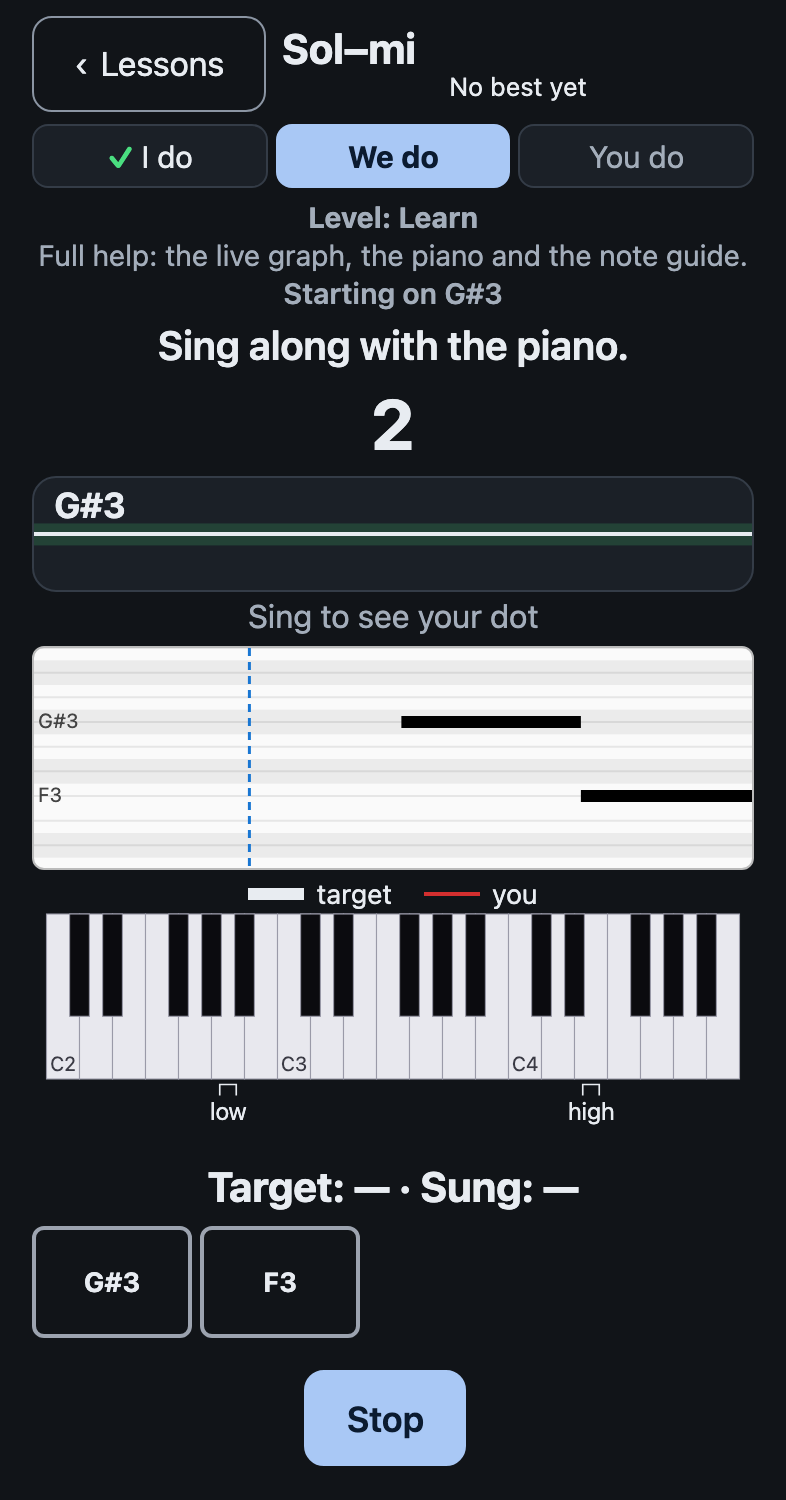 ‹ Lessons
Sol–mi
No best yet
✓ I do
We do
You do
Level: Learn
Full help: the live graph, the piano and the note guide.
Starting on G#3
Sing along with the piano.
2
G#3
Sing to see your dot
G#3
F3
target
you
C2
C3
C4
low
high
Target: — · Sung: —
G#3
F3
Stop